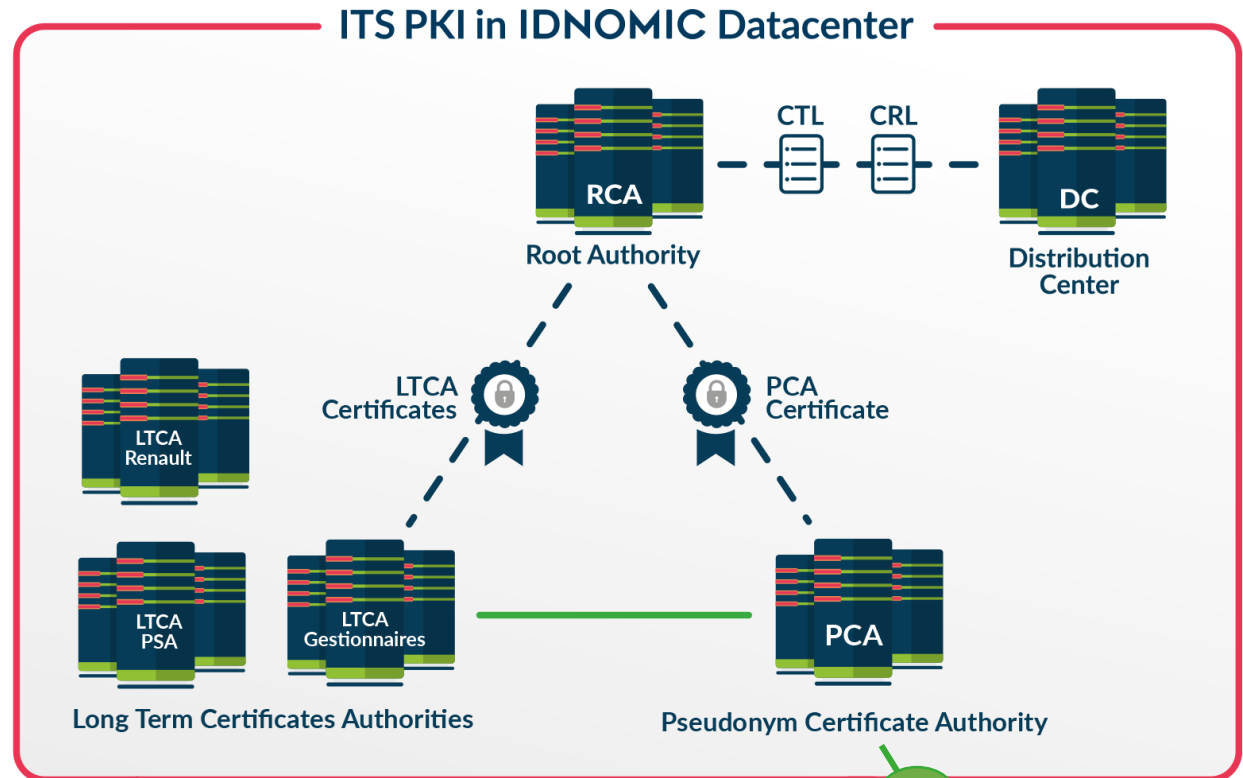 ITS PKI in IDNOMIC Datacenter
CTL
CRL
RCA
DC
Root Authority
Distribution
Center
LTCA
Certificates
PCA
Certificate
LTCA
Renault
LTCA
PSA
LTCA
Gestionnaires
PCA
Long Term Certificates Authorities
Pseudonym Certificate Authority